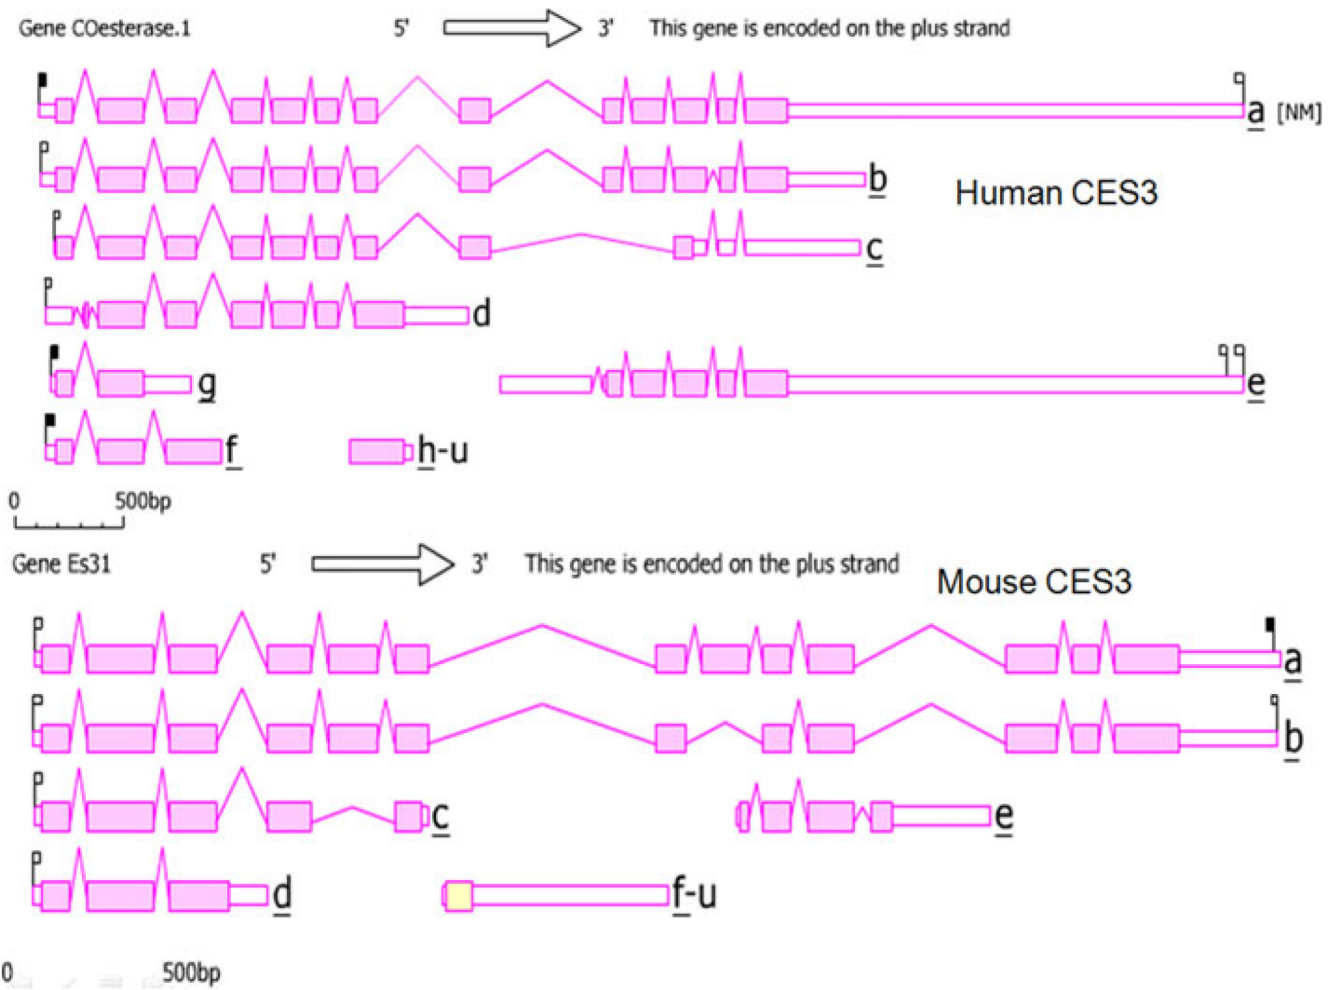 Gene COesterase.1 5' 3' This gene is encoded on the plus strand
a [NM]
b
Human CES3
c
d
g e
f h-u
0 500bp
Gene Es31 5' 3' This gene is encoded on the plus strand
Mouse CES3
a
b
c e
d f-u
0 500bp